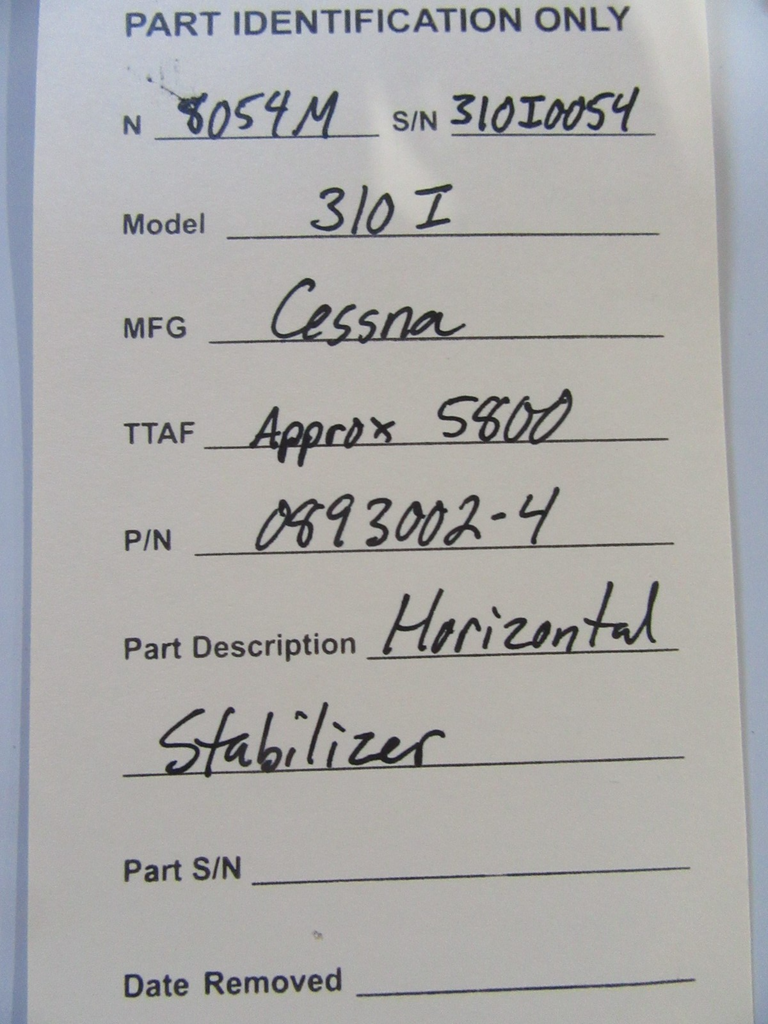 PART IDENTIFICATION ONLY
N 8054M S/N 310I0054
Model 310 I
MFG Cessna
TTAF Approx 5800
P/N 0893002-4
Part Description Horizontal
Stabilizer
Part S/N
Date Removed